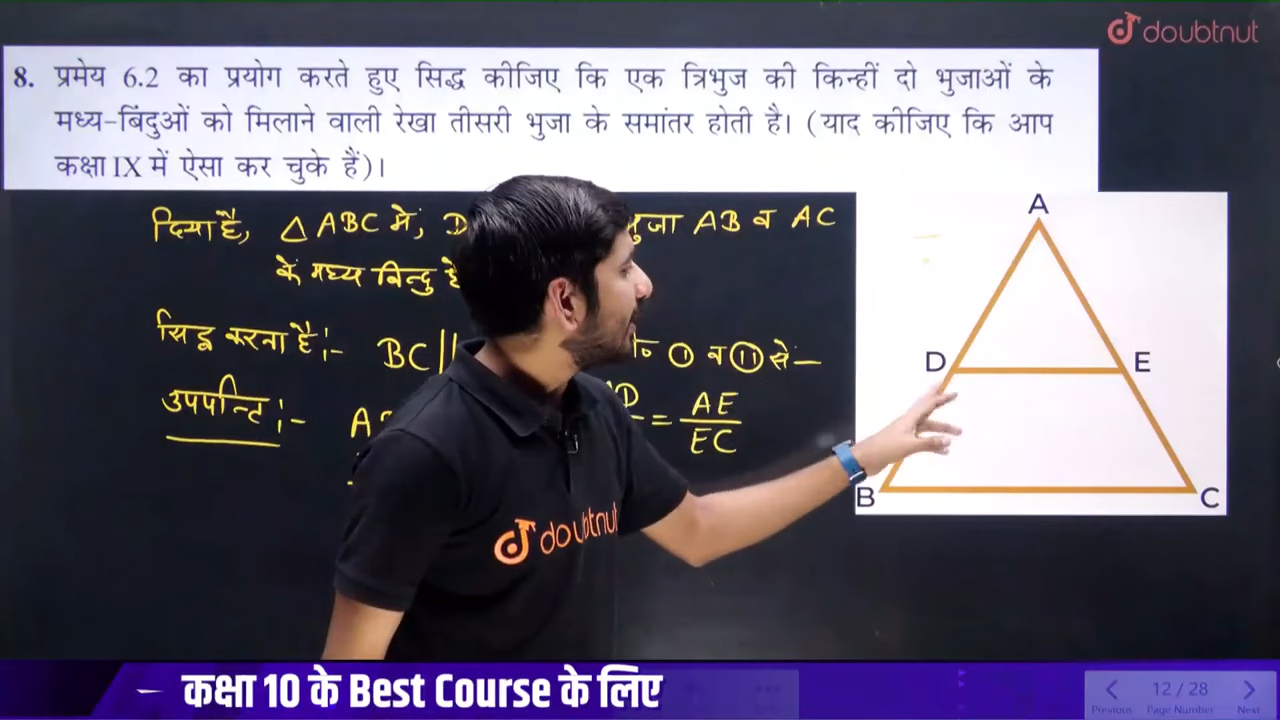 doubtnut
8. प्रमेय 6.2 का प्रयोग करते हुए सिद्ध कीजिए कि एक त्रिभुज की किन्हीं दो भुजाओं के
मध्य-बिंदुओं को मिलाने वाली रेखा तीसरी भुजा के समांतर होती है। (याद कीजिए कि आप
कक्षा IX में ऐसा कर चुके हैं)।
दिया है, △ ABC में, D भुजा AB व AC
के मध्य बिन्दु है
सिद्ध करना है:- BC || ① व ⑪ से-
उपपत्ति:- A = AE/EC
A
D E
B C
doubtnut
कक्षा 10 के Best Course के लिए
12 / 28
Previous Page Number Next